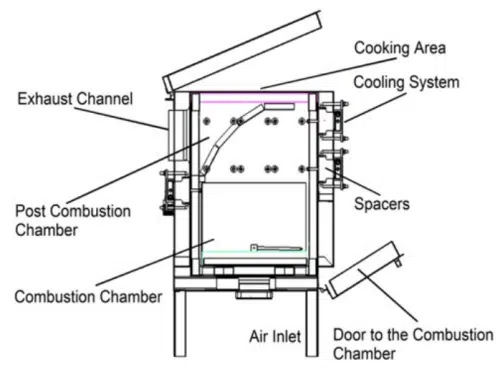 Cooking Area
Cooling System
Exhaust Channel
Spacers
Post Combustion
Chamber
Combustion Chamber
Air Inlet
Door to the Combustion
Chamber